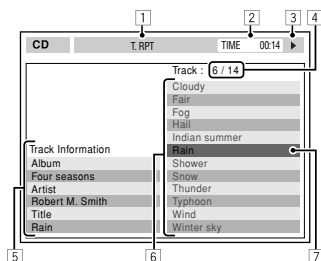 1 2 3 4
CD T. RPT TIME 00:14
Track : 6 / 14
Cloudy
Fair
Fog
Hail
Indian summer
Rain
Shower
Snow
Thunder
Typhoon
Wind
Winter sky
Track Information
Album
Four seasons
Artist
Robert M. Smith
Title
Rain
5 6 7